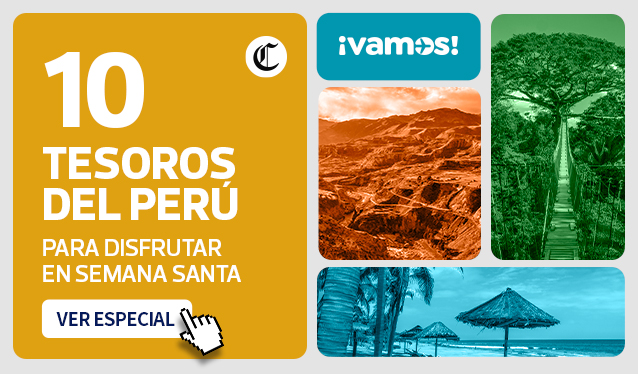 10
TESOROS
DEL PERÚ
PARA DISFRUTAR
EN SEMANA SANTA
VER ESPECIAL
C
¡vamos!